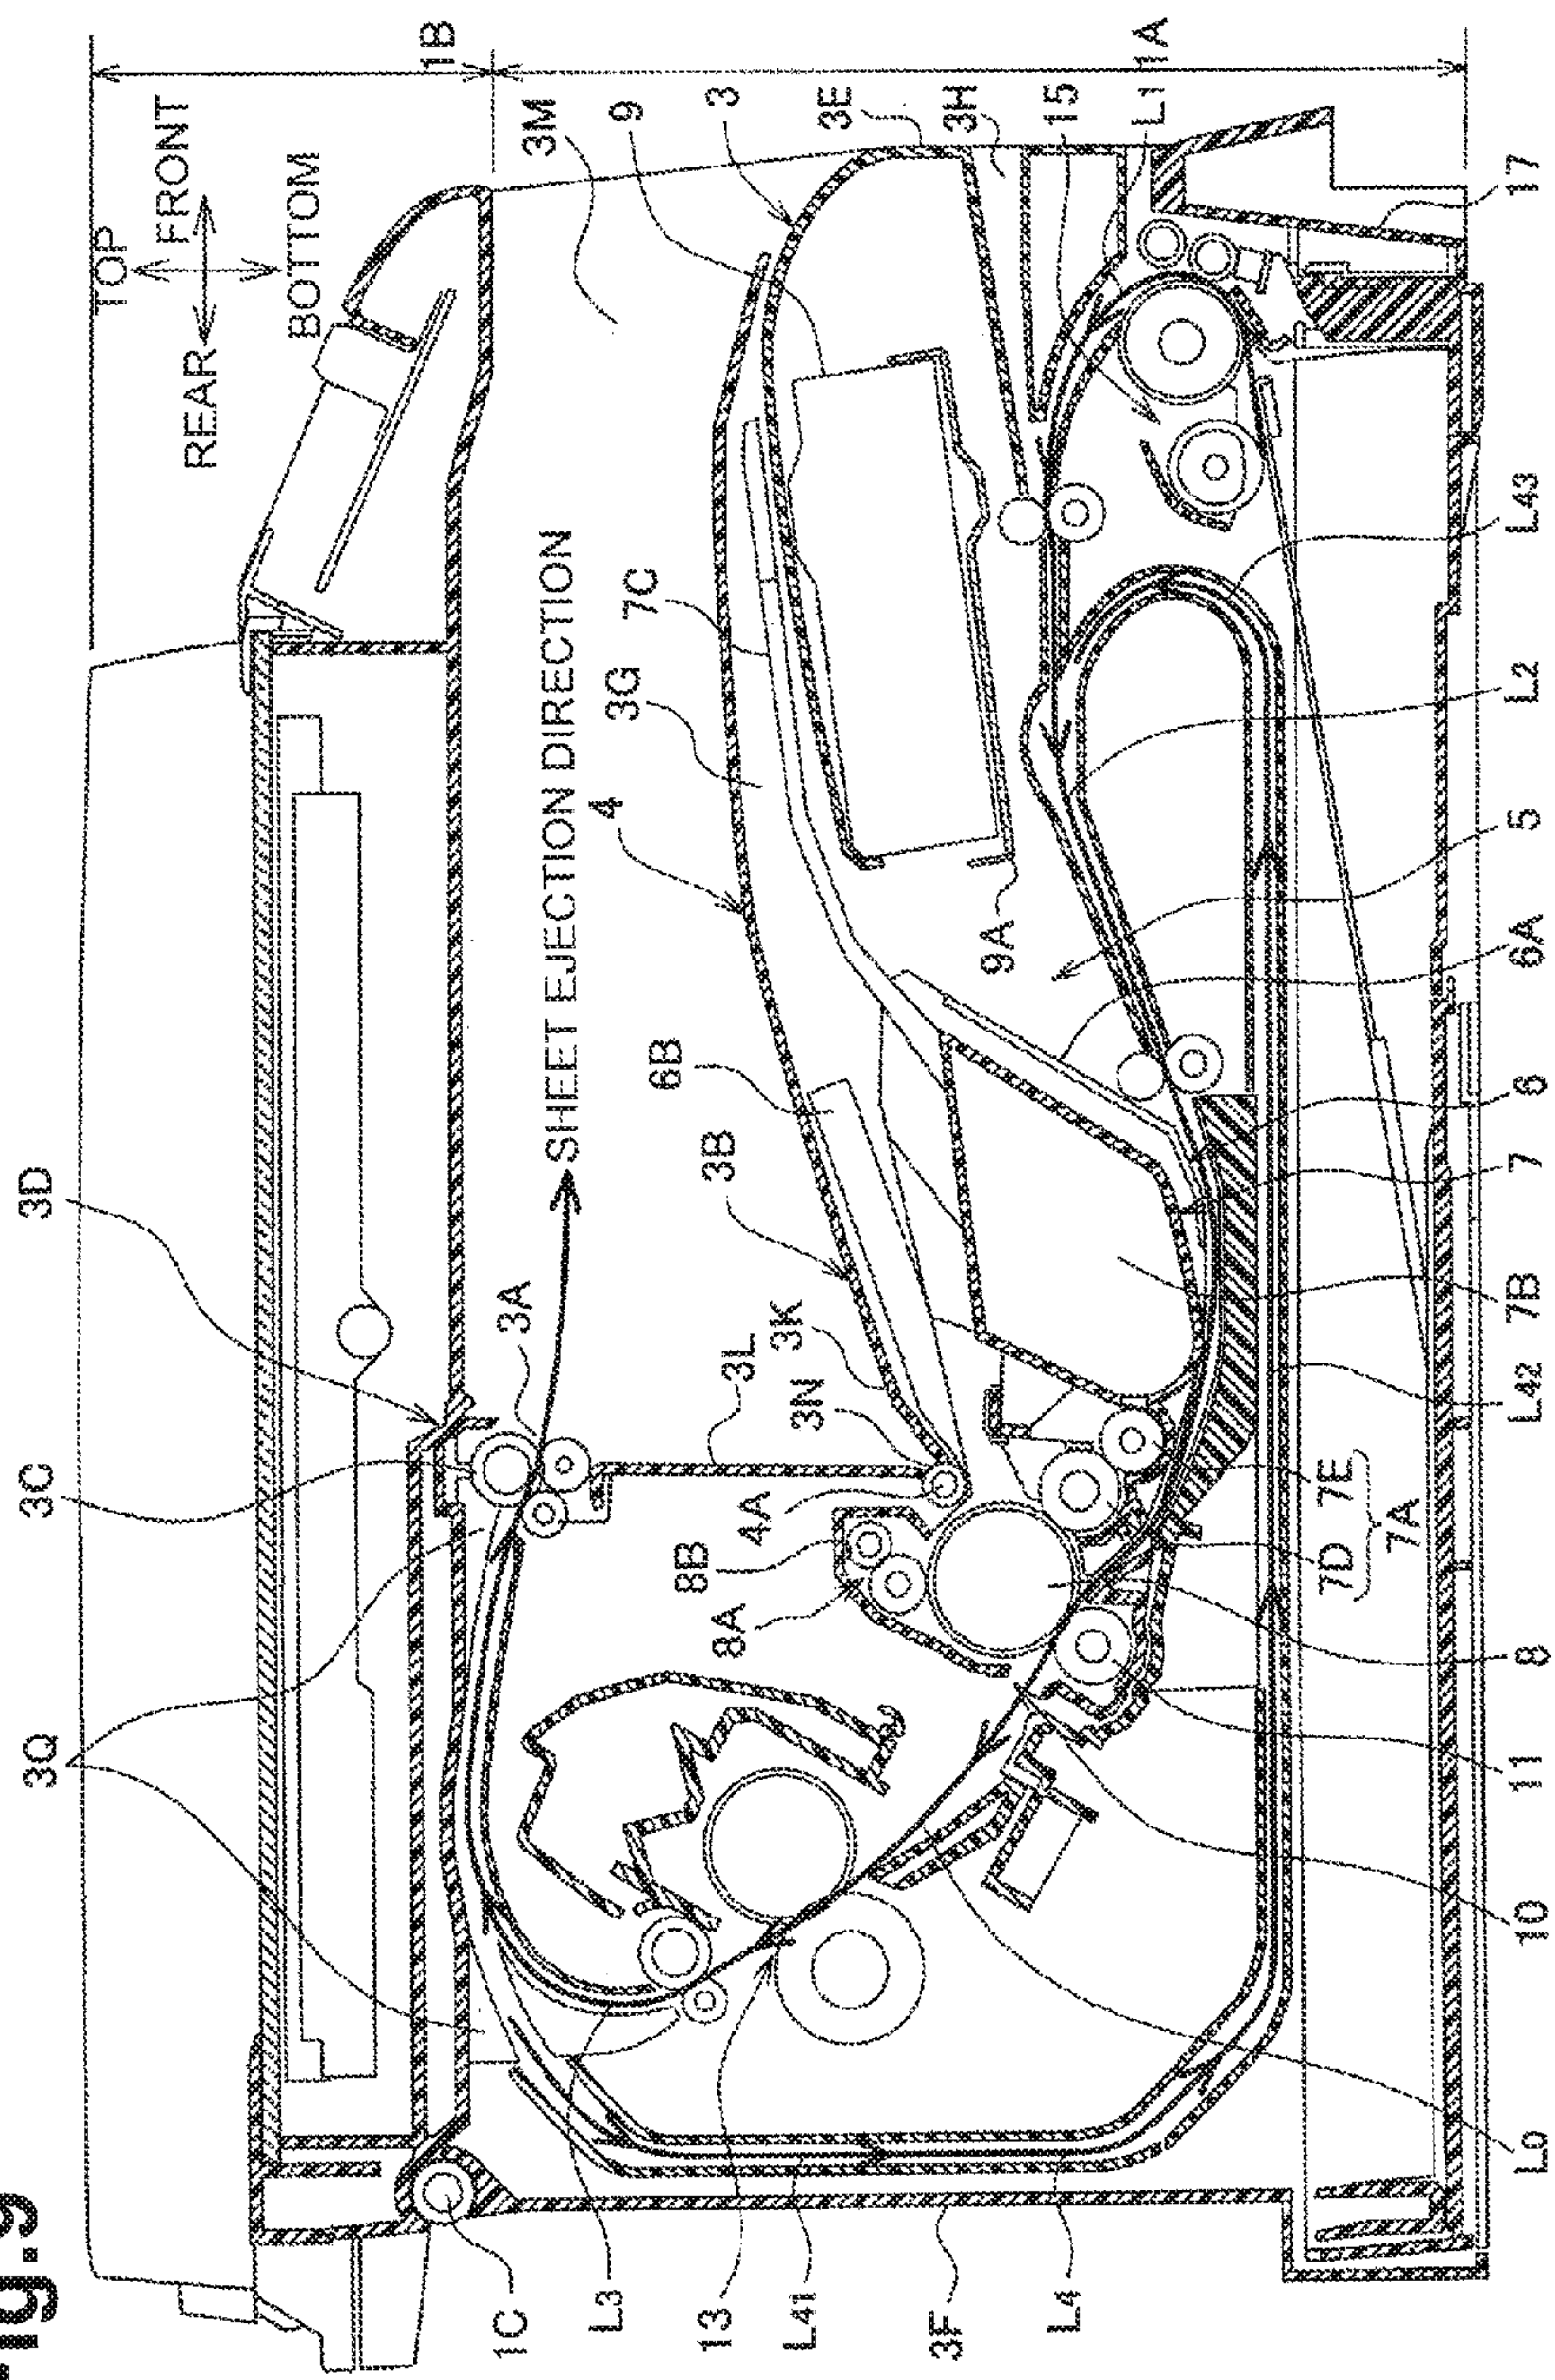 Fig.9
3Q
3C
3D
TOP
FRONT
REAR
BOTTOM
1B
1A
SHEET EJECTION DIRECTION
3A
3L
3K
3N
3B
6B
4
3G
7C
3M
9
3
3E
3H
15
L1
4A
8B
8A
9A
1C
L3
13
L41
3F
L4
L0
10
11
8
7D 7E
7A
L42
7B
7
6
6A
5
L2
L43
17